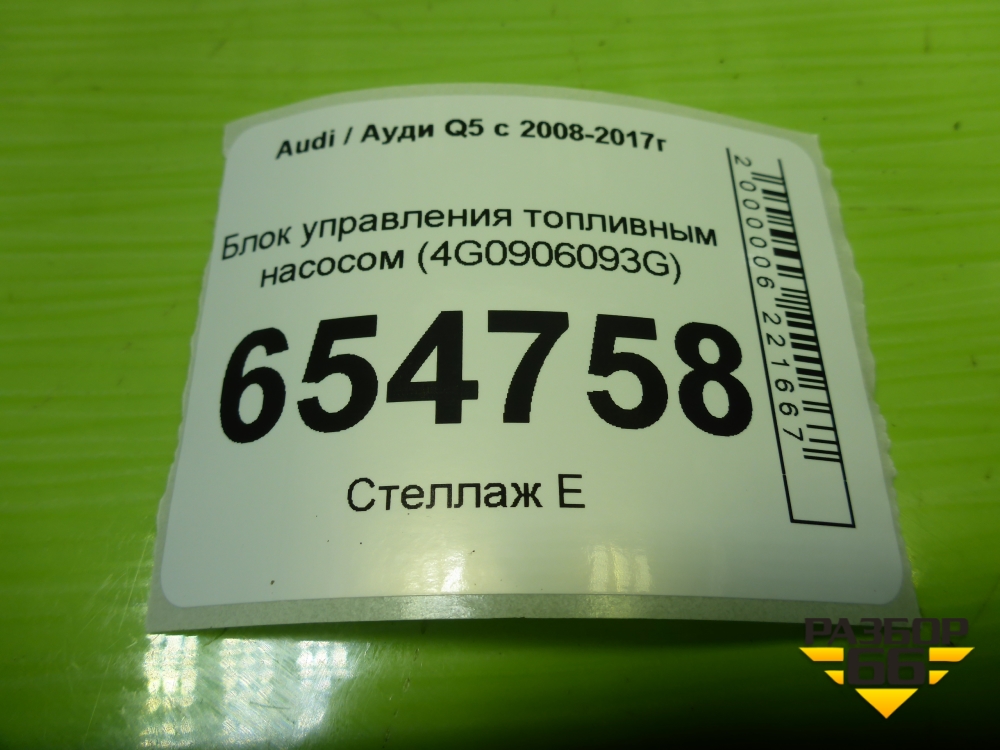 Audi / Ауди Q5 с 2008-2017г
Блок управления топливным
насосом (4G0906093G)
654758
Стеллаж Е
2000006221667
РАЗБОР
66